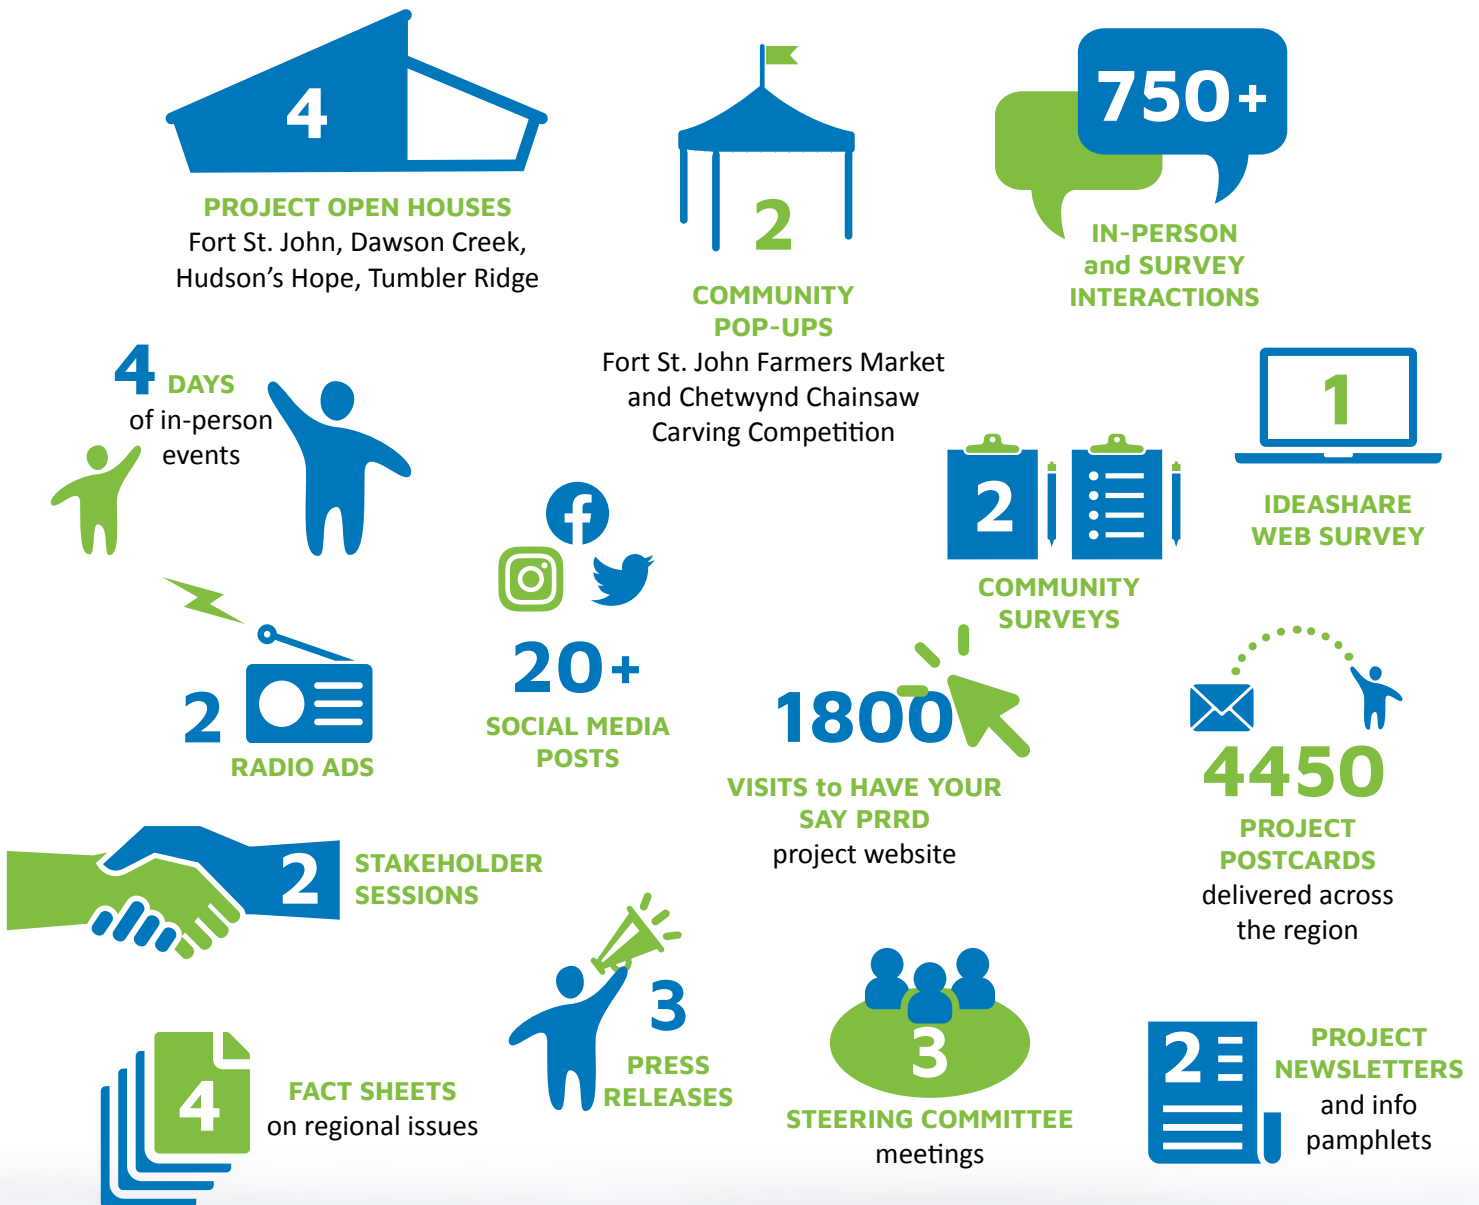 4
PROJECT OPEN HOUSES
Fort St. John, Dawson Creek,
Hudson's Hope, Tumbler Ridge
2
COMMUNITY
POP-UPS
Fort St. John Farmers Market
and Chetwynd Chainsaw
Carving Competition
750+
IN-PERSON
and SURVEY
INTERACTIONS
4 DAYS
of in-person
events
20+
SOCIAL MEDIA
POSTS
2
COMMUNITY
SURVEYS
1
IDEASHARE
WEB SURVEY
2
RADIO ADS
1800
VISITS to HAVE YOUR
SAY PRRD
project website
4450
PROJECT
POSTCARDS
delivered across
the region
2
STAKEHOLDER
SESSIONS
3
PRESS
RELEASES
4
FACT SHEETS
on regional issues
3
STEERING COMMITTEE
meetings
2
PROJECT
NEWSLETTERS
and info
pamphlets